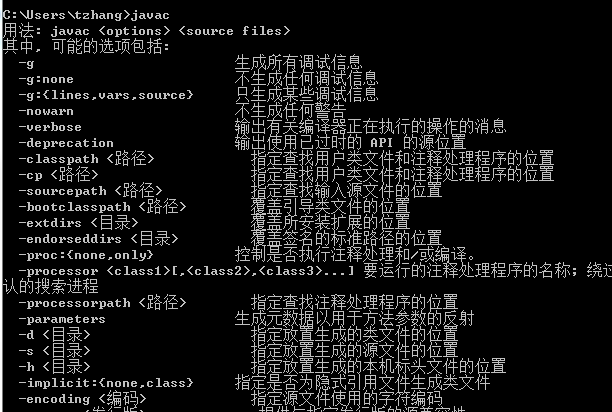 C:\Users\tzhang>javac
用法: javac <options> <source files>
其中, 可能的选项包括:
-g 生成所有调试信息
-g:none 不生成任何调试信息
-g:{lines,vars,source} 只生成某些调试信息
-nowarn 不生成任何警告
-verbose 输出有关编译器正在执行的操作的消息
-deprecation 输出使用已过时的 API 的源位置
-classpath <路径> 指定查找用户类文件和注释处理程序的位置
-cp <路径> 指定查找用户类文件和注释处理程序的位置
-sourcepath <路径> 指定查找输入源文件的位置
-bootclasspath <路径> 覆盖引导类文件的位置
-extdirs <目录> 覆盖所安装扩展的位置
-endorseddirs <目录> 覆盖签名的标准路径的位置
-proc:{none,only} 控制是否执行注释处理和/或编译。
-processor <class1>[,<class2>,<class3>...] 要运行的注释处理程序的名称; 绕过
认的搜索进程
-processorpath <路径> 指定查找注释处理程序的位置
-parameters 生成元数据以用于方法参数的反射
-d <目录> 指定放置生成的类文件的位置
-s <目录> 指定放置生成的源文件的位置
-h <目录> 指定放置生成的本机标头文件的位置
-implicit:{none,class} 指定是否为隐式引用文件生成类文件
-encoding <编码> 指定源文件使用的字符编码